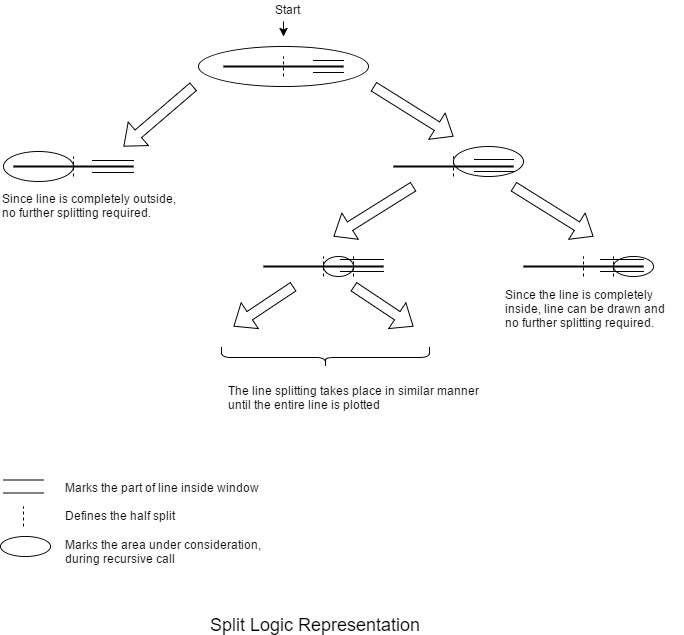 Start
Since line is completely outside,
no further splitting required.
Since the line is completely
inside, line can be drawn and
no further splitting required.
The line splitting takes place in similar manner
until the entire line is plotted
Marks the part of line inside window
Defines the half split
Marks the area under consideration,
during recursive call
Split Logic Representation